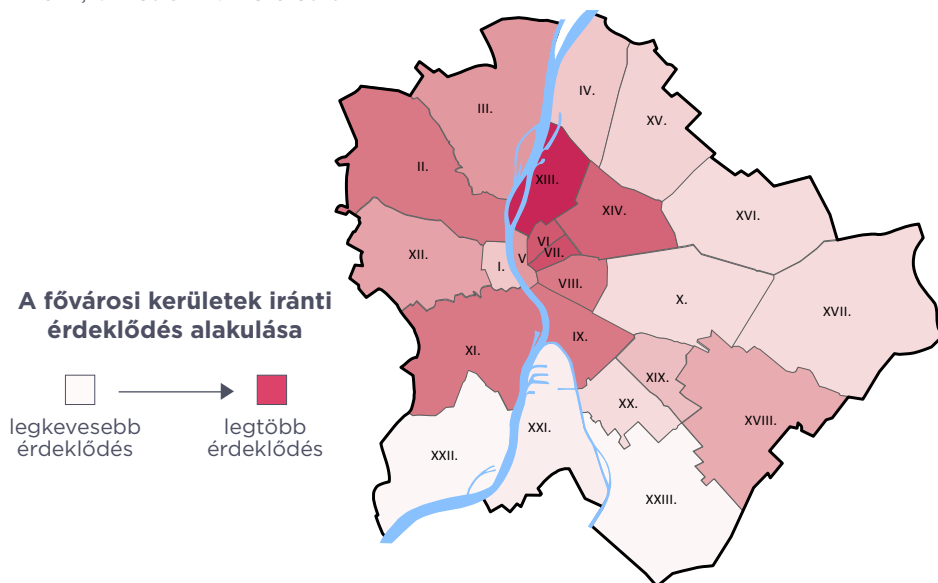 A fővárosi kerületek iránti
érdeklődés alakulása
legkevesebb
érdeklődés
legtöbb
érdeklődés
III.
IV.
XV.
II.
XIII.
XIV.
XVI.
XII.
I.
V.
VI.
VII.
VIII.
X.
XVII.
XI.
IX.
XIX.
XX.
XVIII.
XXII.
XXI.
XXIII.